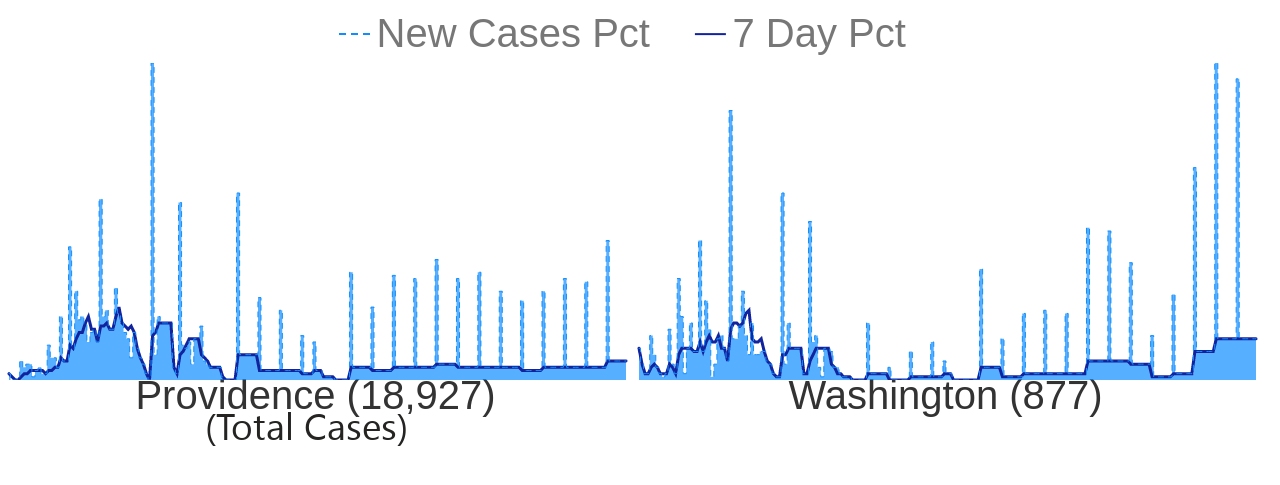 New Cases Pct 7 Day Pct
Providence (18,927) Washington (877)
(Total Cases)